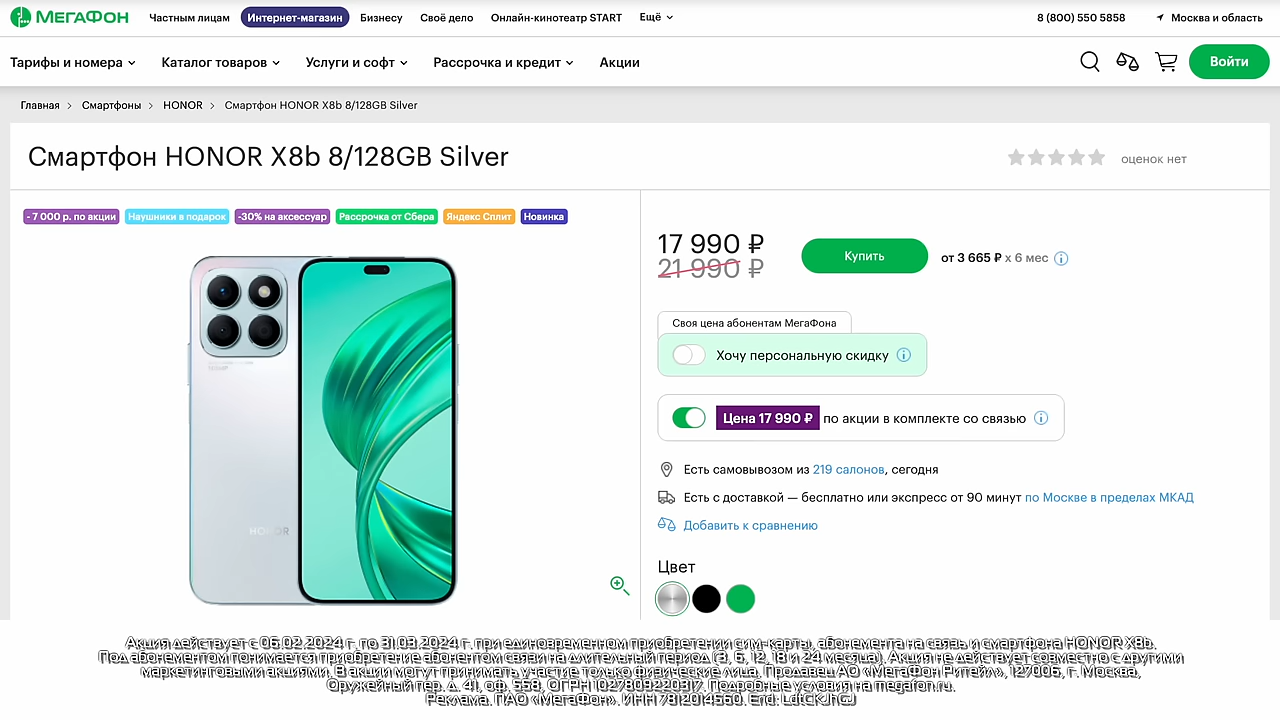 МЕГАФОН
Частным лицам Интернет-магазин Бизнесу Своё дело Онлайн-кинотеатр START Ещё 8 (800) 550 5858 Москва и область
Тарифы и номера Каталог товаров Услуги и софт Рассрочка и кредит Акции Войти
Главная > Смартфоны > HONOR > Смартфон HONOR X8b 8/128GB Silver
Смартфон HONOR X8b 8/128GB Silver
оценок нет
- 7 000 р. по акции Наушники в подарок -30% на аксессуар Рассрочка от Сбера Яндекс Сплит Новинка
17 990 ₽
21 990 ₽
Купить
от 3 665 ₽ x 6 мес
Своя цена абонентам МегаФона
Хочу персональную скидку
Цена 17 990 ₽ по акции в комплекте со связью
Есть самовывозом из 219 салонов, сегодня
Есть с доставкой — бесплатно или экспресс от 90 минут по Москве в пределах МКАД
Добавить к сравнению
HONOR
Цвет
Акция действует с 06.02.2024 г. по 31.03.2024 г. при единовременном приобретении сим-карты, абонемента на связь и смартфона HONOR X8b.
Под абонементом понимается приобретение абонентом связи на длительный период (3, 6, 12, 18 и 24 месяца). Акция не действует совместно с другими
маркетинговыми акциями. В акции могут принимать участие только физические лица. Продавец АО «МегаФон Ритейл», 127006, г. Москва,
Оружейный пер. д. 41, оф. 558, ОГРН 1027809220317. Подробные условия на megafon.ru.
Реклама. ПАО «МегаФон». ИНН 7812014560. Erid: LdtCKJhCJ